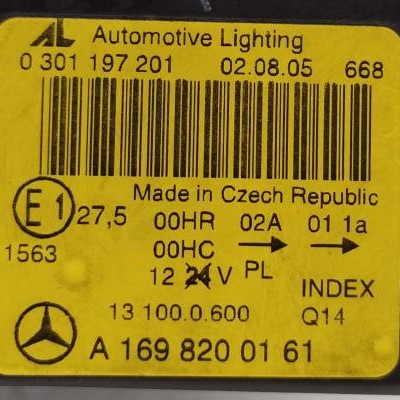 AL Automotive Lighting
0 301 197 201 02.08.05 668
Made in Czech Republic
E1 27,5 00HR 02A 01 1a
1563 00HC → →
12 24 V PL INDEX
13 100.0.600 Q14
A 169 820 01 61